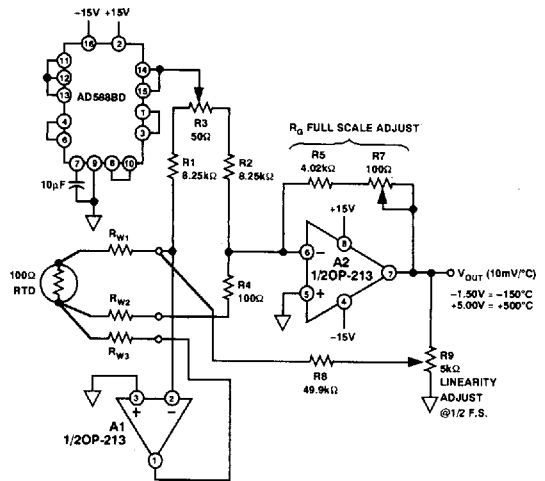 −15V +15V
16 2
11
12
13
4
6
14
15
1
3
7 9 8 10
AD588BD
10µF
R3
50Ω
R1
8.25kΩ
R2
8.25kΩ
RG FULL SCALE ADJUST
R5
4.02kΩ
R7
100Ω
+15V
8
6 −
A2
1/2OP-213
7
5 +
4
−15V
VOUT (10mV/°C)
−1.50V = −150°C
+5.00V = +500°C
RW1
100Ω
RTD
RW2
R4
100Ω
RW3
R8
49.9kΩ
R9
5kΩ
LINEARITY
ADJUST
@1/2 F.S.
3 2
+ −
A1
1/2OP-213
1